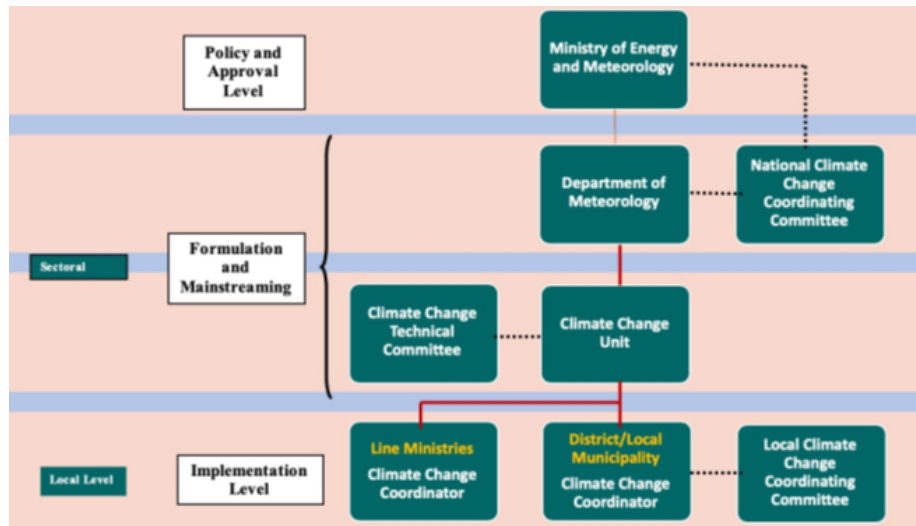 Policy and
Approval
Level
Ministry of Energy
and Meteorology
Department of
Meteorology
National Climate
Change
Coordinating
Committee
Sectoral
Formulation
and
Mainstreaming
Climate Change
Technical
Committee
Climate Change
Unit
Local Level
Implementation
Level
Line Ministries
Climate Change
Coordinator
District/Local
Municipality
Climate Change
Coordinator
Local Climate
Change
Coordinating
Committee